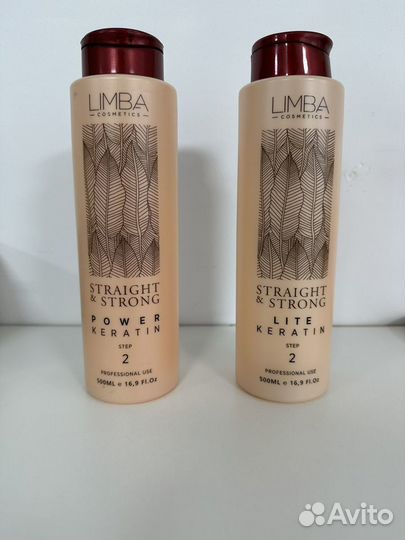 LIMBA
COSMETICS
STRAIGHT
& STRONG
POWER
KERATIN
STEP
2
PROFESSIONAL USE
500ML e 16,9 Fl.Oz
LIMBA
COSMETICS
STRAIGHT
& STRONG
LITE
KERATIN
STEP
2
PROFESSIONAL USE
500ML e 16,9 Fl.Oz
Avito